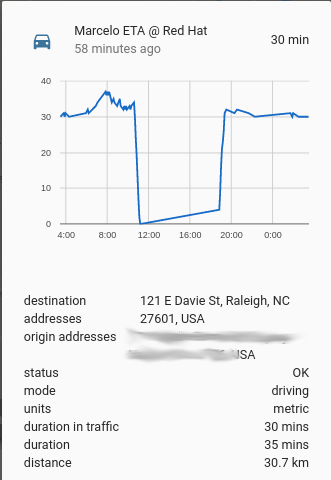 Marcelo ETA @ Red Hat
58 minutes ago
30 min
40
30
20
10
0
4:00 8:00 12:00 16:00 20:00 0:00
destination 121 E Davie St, Raleigh, NC
addresses 27601, USA
origin addresses
USA
status OK
mode driving
units metric
duration in traffic 30 mins
duration 35 mins
distance 30.7 km